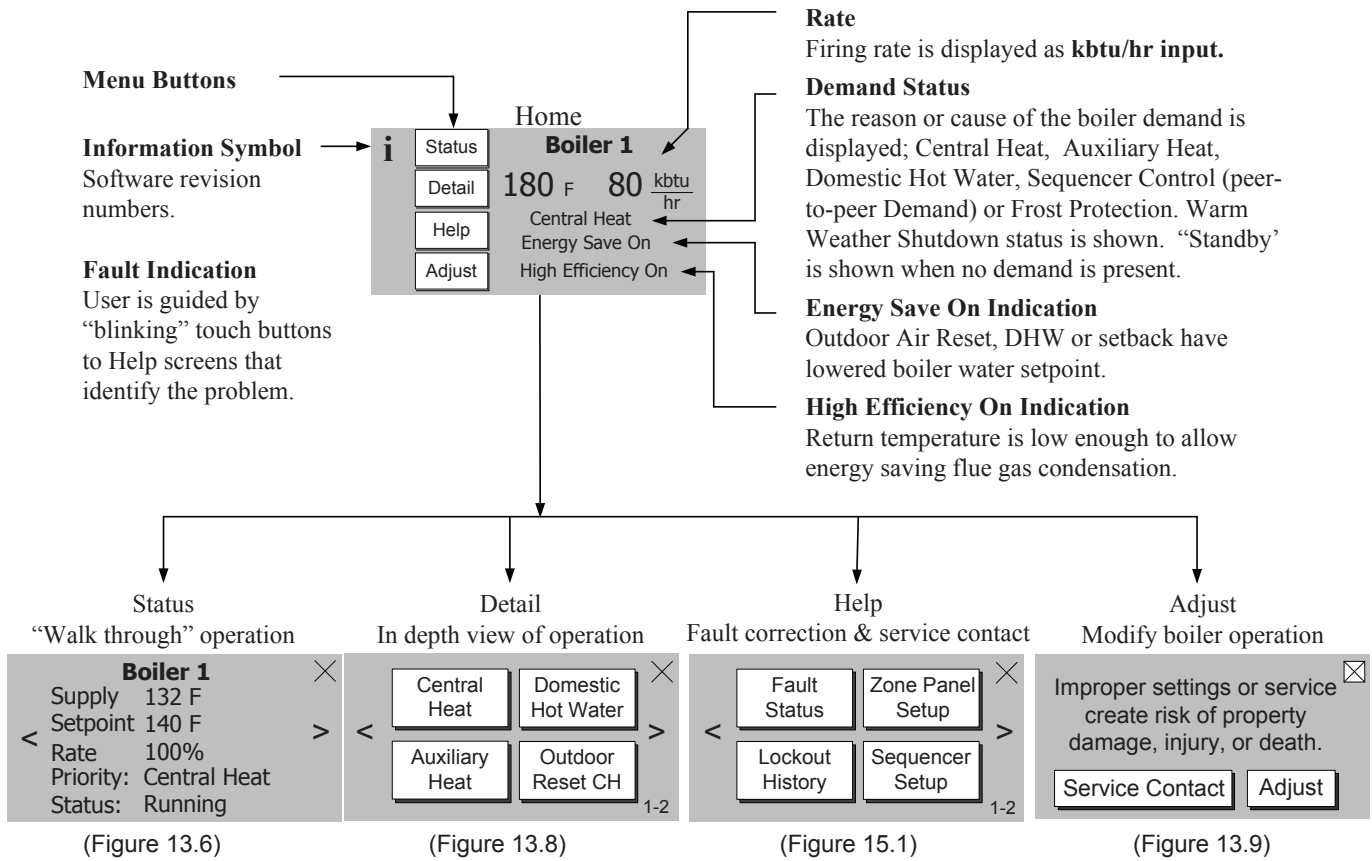 Menu Buttons
Information Symbol
Software revision
numbers.
Fault Indication
User is guided by
“blinking” touch buttons
to Help screens that
identify the problem.
Home
i
Status
Detail
Help
Adjust
Boiler 1
180 F 80 kbtu
hr
Central Heat
Energy Save On
High Efficiency On
Rate
Firing rate is displayed as kbtu/hr input.
Demand Status
The reason or cause of the boiler demand is
displayed; Central Heat, Auxiliary Heat,
Domestic Hot Water, Sequencer Control (peer-
to-peer Demand) or Frost Protection. Warm
Weather Shutdown status is shown. “Standby’
is shown when no demand is present.
Energy Save On Indication
Outdoor Air Reset, DHW or setback have
lowered boiler water setpoint.
High Efficiency On Indication
Return temperature is low enough to allow
energy saving flue gas condensation.
Status
“Walk through” operation
Boiler 1
Supply 132 F
Setpoint 140 F
Rate 100%
Priority: Central Heat
Status: Running
< >
(Figure 13.6)
Detail
In depth view of operation
Central
Heat
Domestic
Hot Water
Auxiliary
Heat
Outdoor
Reset CH
< >
1-2
(Figure 13.8)
Help
Fault correction & service contact
Fault
Status
Zone Panel
Setup
Lockout
History
Sequencer
Setup
< >
1-2
(Figure 15.1)
Adjust
Modify boiler operation
Improper settings or service
create risk of property
damage, injury, or death.
Service Contact
Adjust
(Figure 13.9)